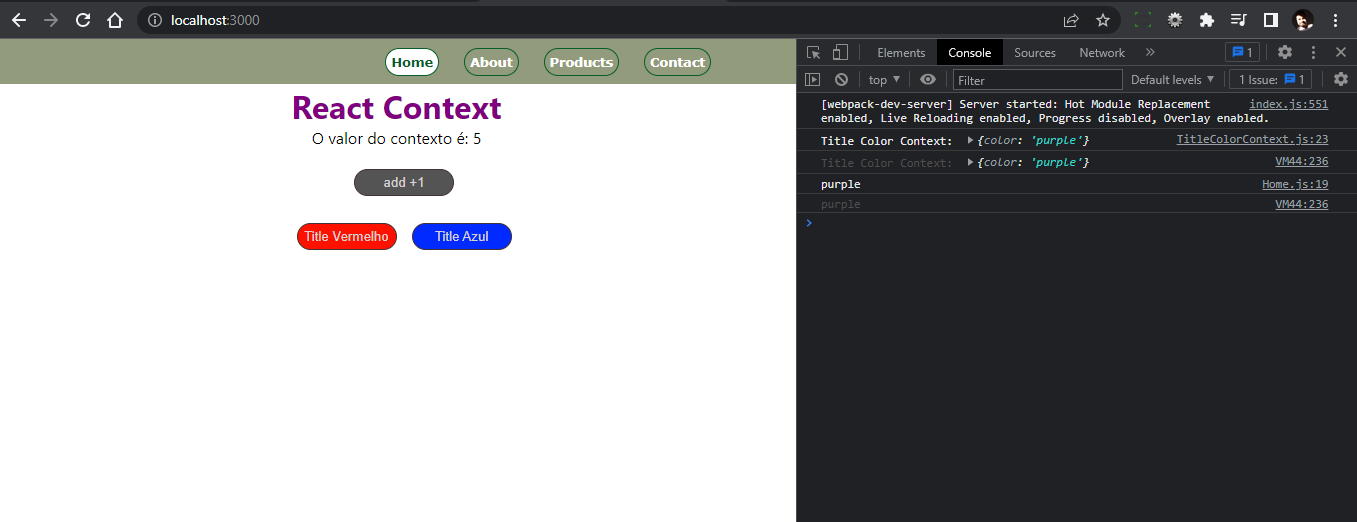 localhost:3000
Home About Products Contact
React Context
O valor do contexto é: 5
add +1
Title Vermelho Title Azul
Elements Console Sources Network » 1
top Filter Default levels 1 Issue: 1
[webpack-dev-server] Server started: Hot Module Replacement index.js:551
enabled, Live Reloading enabled, Progress disabled, Overlay enabled.
Title Color Context: {color: 'purple'} TitleColorContext.js:23
Title Color Context: {color: 'purple'} VM44:236
purple Home.js:19
purple VM44:236